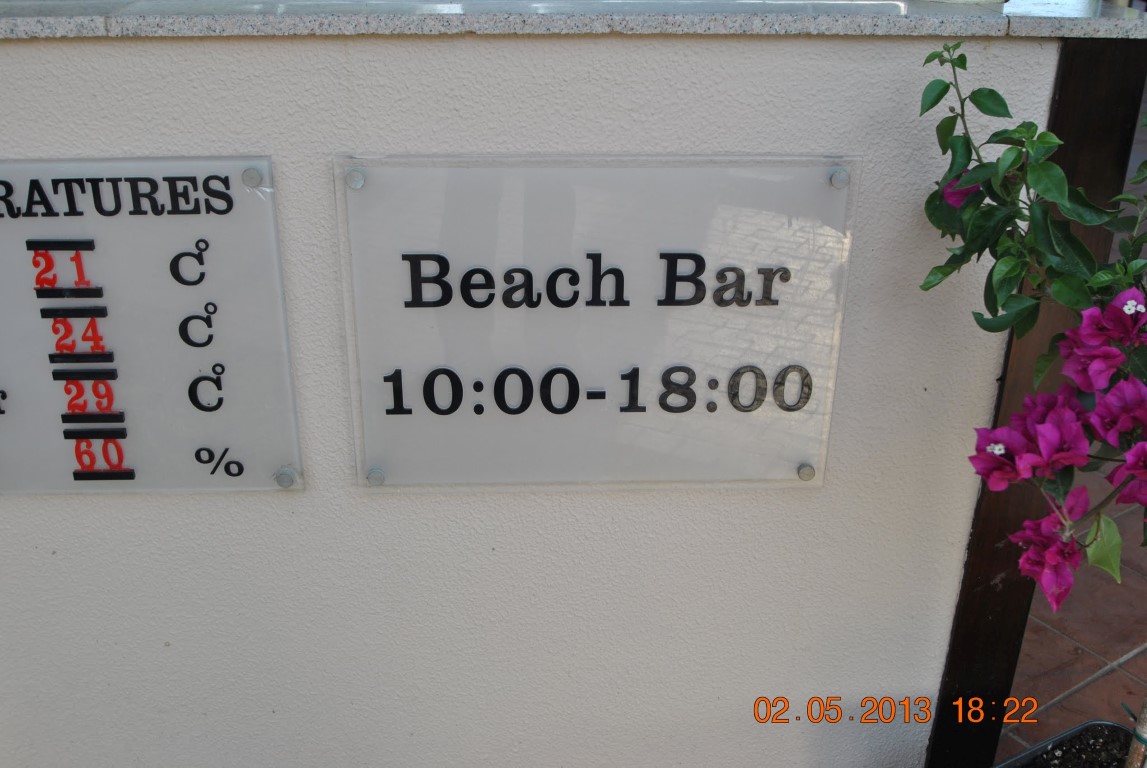 RATURES
21 C°
24 C°
r 29 C°
60 %
Beach Bar
10:00-18:00
02.05.2013 18:22